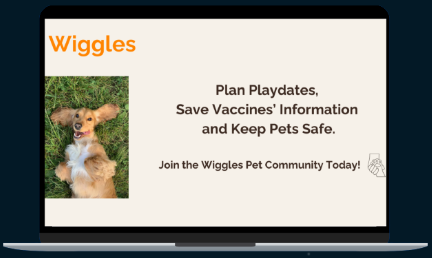 Wiggles
Plan Playdates,
Save Vaccines' Information
and Keep Pets Safe.
Join the Wiggles Pet Community Today!